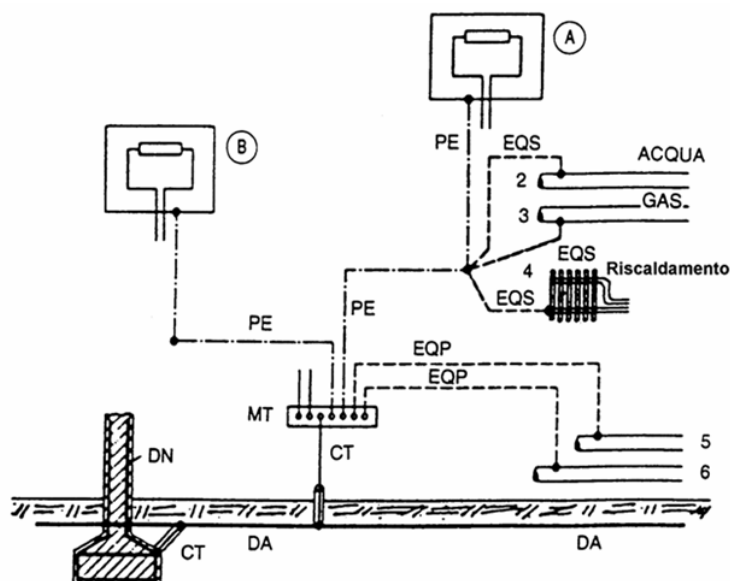 A
B
PE
EQS
ACQUA
2
3
GAS
4
EQS
Riscaldamento
EQS
PE
PE
EQP
EQP
MT
CT
DN
5
6
CT
DA
DA